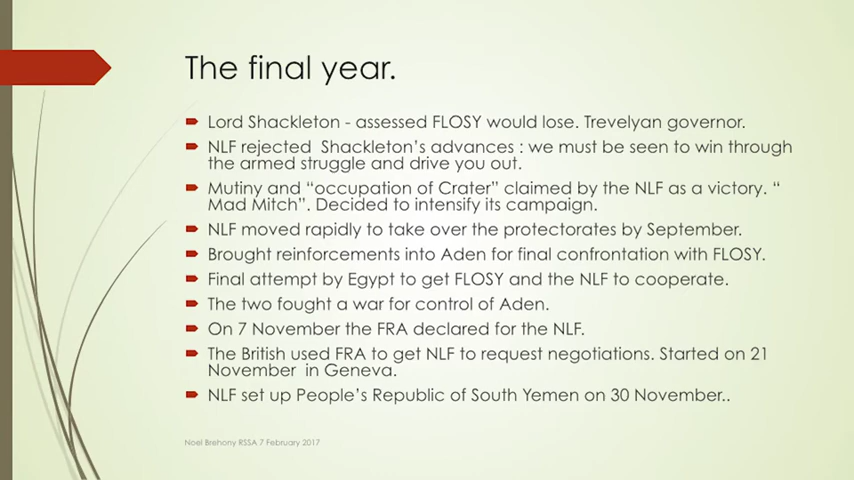 The final year.
Lord Shackleton - assessed FLOSY would lose. Trevelyan governor.
NLF rejected  Shackleton's advances : we must be seen to win through
the armed struggle and drive you out.
Mutiny and “occupation of Crater” claimed by the NLF as a victory. “
Mad Mitch”. Decided to intensify its campaign.
NLF moved rapidly to take over the protectorates by September.
Brought reinforcements into Aden for final confrontation with FLOSY.
Final attempt by Egypt to get FLOSY and the NLF to cooperate.
The two fought a war for control of Aden.
On 7 November the FRA declared for the NLF.
The British used FRA to get NLF to request negotiations. Started on 21
November  in Geneva.
NLF set up People's Republic of South Yemen on 30 November..
Noel Brehony RSSA 7 February 2017